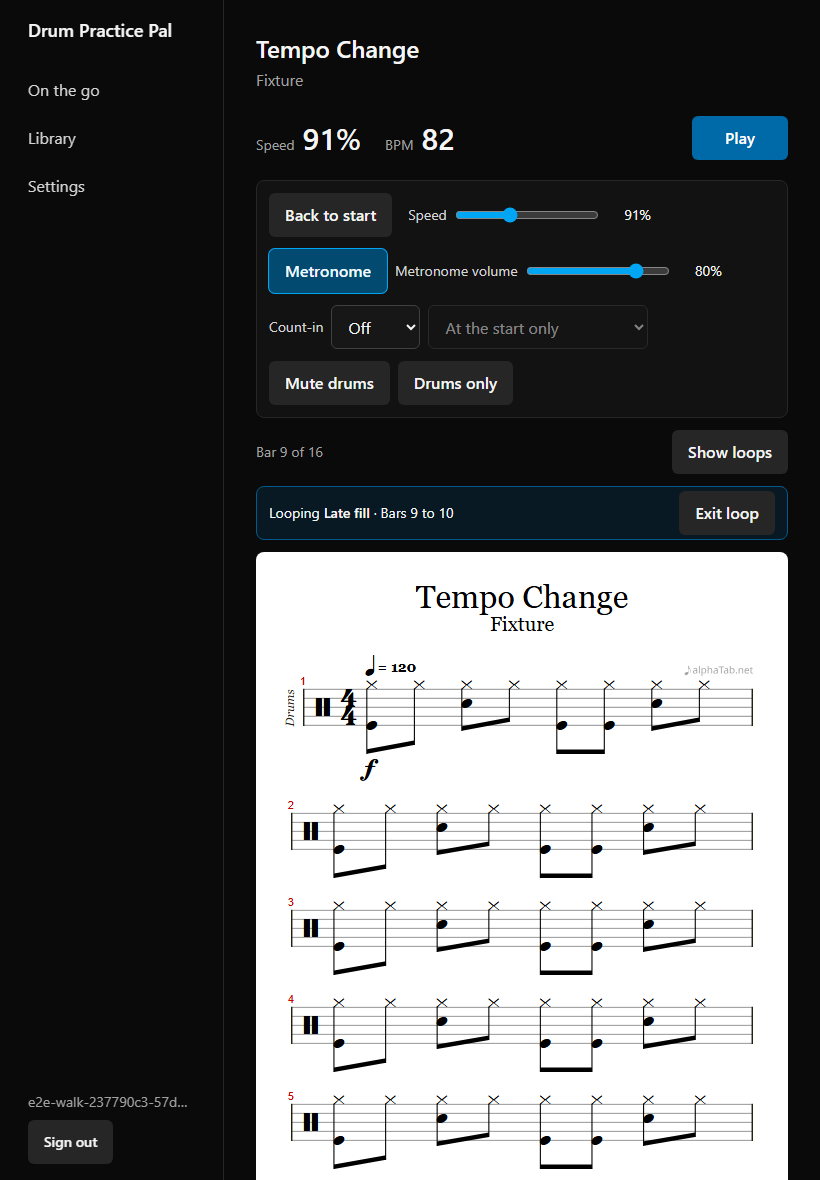 Drum Practice Pal
On the go
Library
Settings
Tempo Change
Fixture
Speed 91% BPM 82
Play
Back to start Speed 91%
Metronome Metronome volume 80%
Count-in Off At the start only
Mute drums Drums only
Bar 9 of 16
Show loops
Looping Late fill · Bars 9 to 10
Exit loop
Tempo Change
Fixture
= 120
alphaTab.net
1
Drums
4
4
f
2
3
4
5
e2e-walk-237790c3-57d...
Sign out